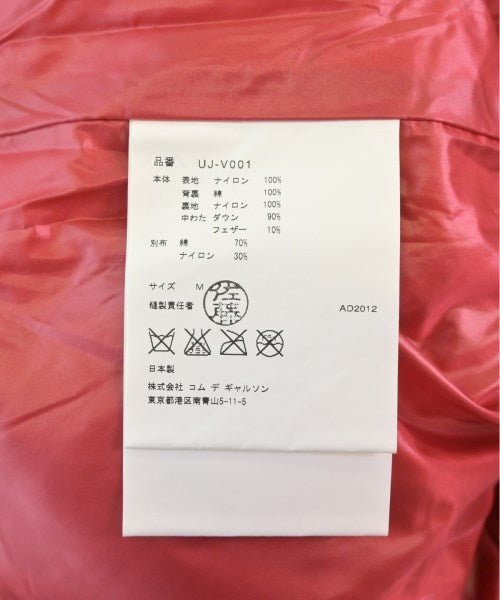 品番 UJ-V001
本体 表地 ナイロン 100%
背裏 綿 100%
裏地 ナイロン 100%
中わた ダウン 90%
フェザー 10%
別布 綿 70%
ナイロン 30%
サイズ M
縫製責任者 佐藤
AD2012
日本製
株式会社 コム デ ギャルソン
東京都港区南青山5-11-5